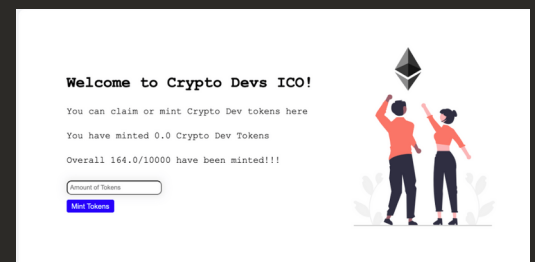 Welcome to Crypto Devs ICO!
You can claim or mint Crypto Dev tokens here
You have minted 0.0 Crypto Dev Tokens
Overall 164.0/10000 have been minted!!!
Amount of Tokens
Mint Tokens